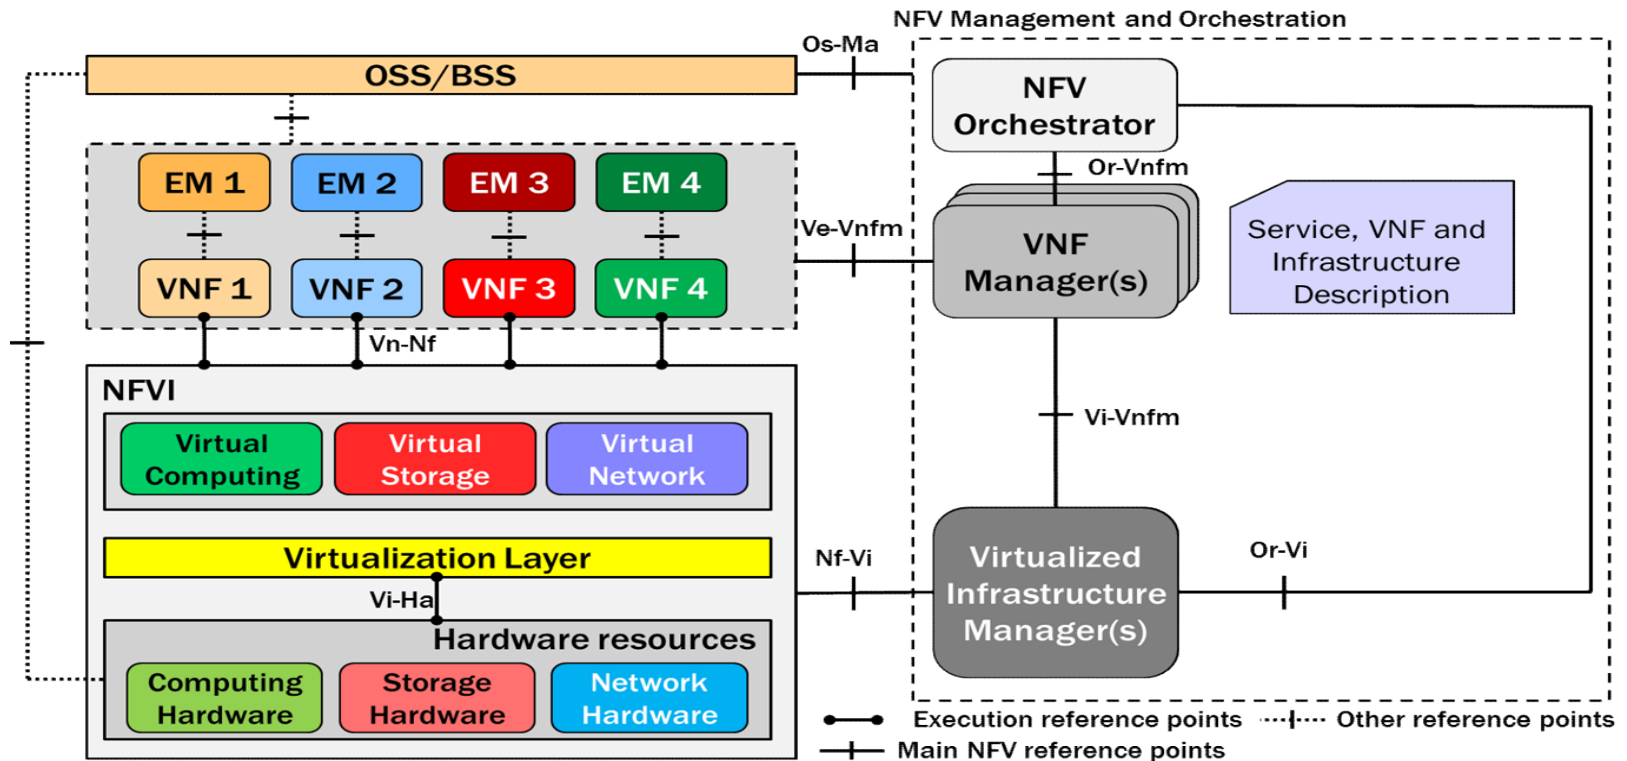 NFV Management and Orchestration
Os-Ma
OSS/BSS
NFV
Orchestrator
Or-Vnfm
EM 1
EM 2
EM 3
EM 4
Ve-Vnfm
VNF
Manager(s)
Service, VNF and
Infrastructure
Description
VNF 1
VNF 2
VNF 3
VNF 4
Vn-Nf
NFVI
Virtual
Computing
Virtual
Storage
Virtual
Network
Vi-Vnfm
Virtualization Layer
Nf-Vi
Virtualized
Infrastructure
Manager(s)
Or-Vi
Vi-Ha
Hardware resources
Computing
Hardware
Storage
Hardware
Network
Hardware
Execution reference points
Other reference points
Main NFV reference points